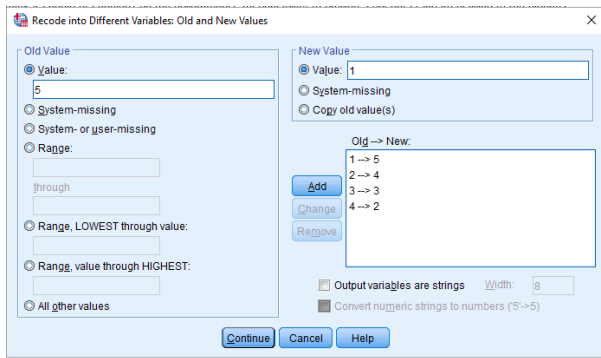 Recode into Different Variables: Old and New Values
Old Value
Value:
5
System-missing
System- or user-missing
Range:
through
Range, LOWEST through value:
Range, value through HIGHEST:
All other values
New Value
Value: 1
System-missing
Copy old value(s)
Old --> New:
1 --> 5
2 --> 4
3 --> 3
4 --> 2
Add
Change
Remove
Output variables are strings Width: 8
Convert numeric strings to numbers ('5'->5)
Continue Cancel Help